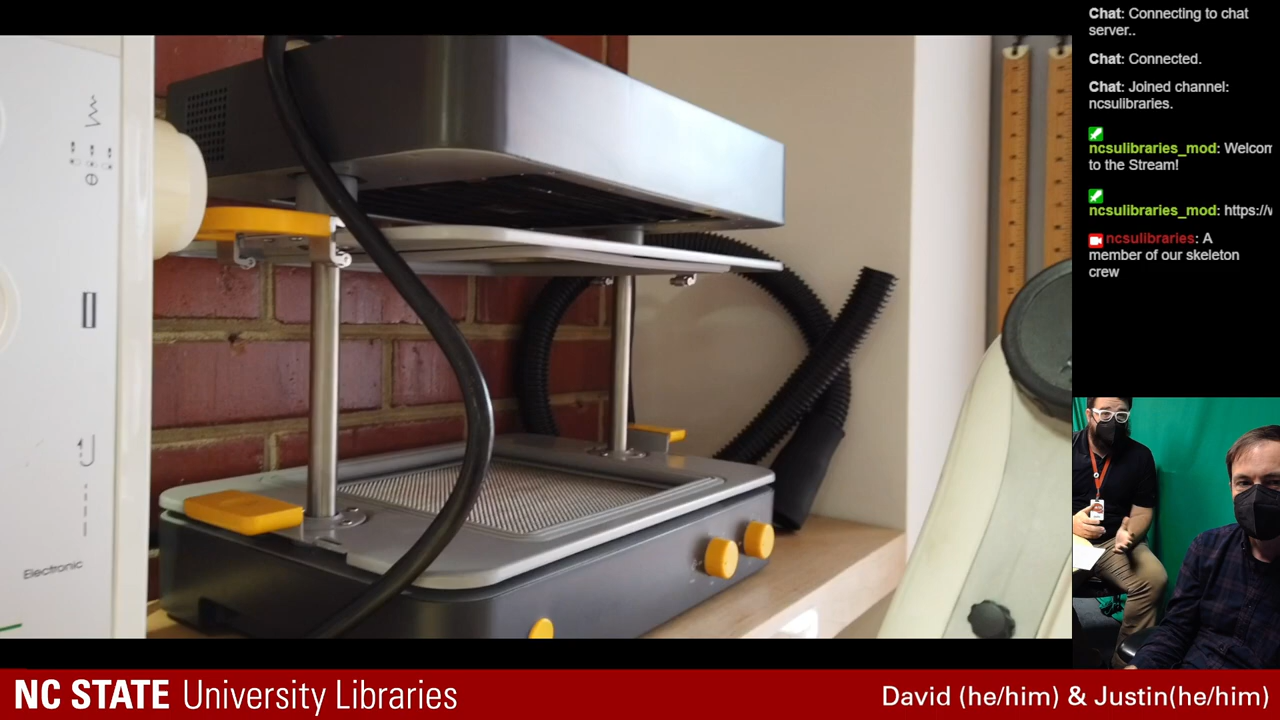 Chat: Connecting to chat
server..
Chat: Connected.
Chat: Joined channel:
ncsulibraries.
ncsulibraries_mod: Welcom
to the Stream!
ncsulibraries_mod: https://
ncsulibraries: A
member of our skeleton
crew
Electronic
NC STATE University Libraries
David (he/him) & Justin(he/him)